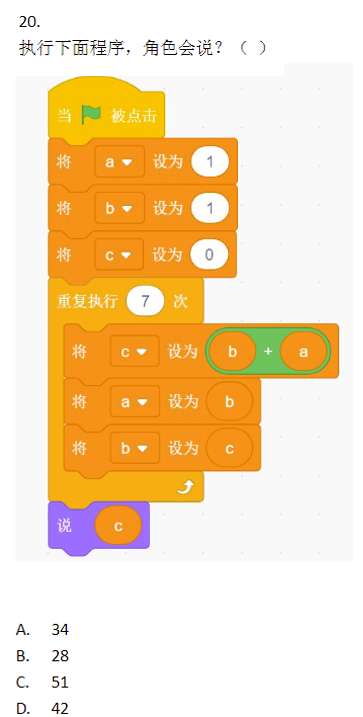 20.
执行下面程序，角色会说？（ ）
当 被点击
将 a 设为 1
将 b 设为 1
将 c 设为 0
重复执行 7 次
将 c 设为 b + a
将 a 设为 b
将 b 设为 c
说 c
A. 34
B. 28
C. 51
D. 42